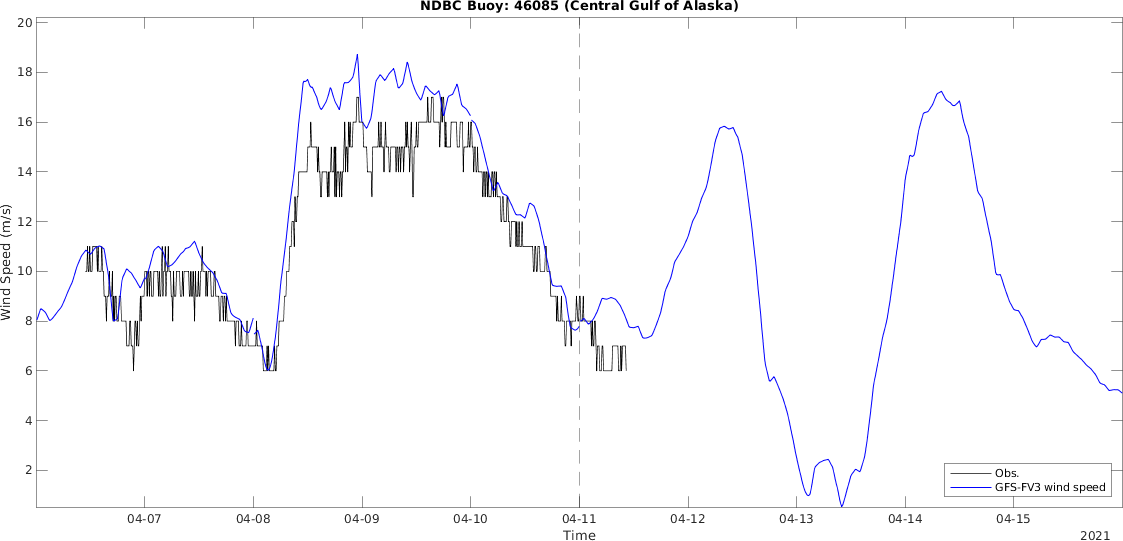 NDBC Buoy: 46085 (Central Gulf of Alaska)
20
18
16
14
12
10
8
6
4
2
Wind Speed (m/s)
Obs.
GFS-FV3 wind speed
04-07 04-08 04-09 04-10 04-11 04-12 04-13 04-14 04-15
Time
2021